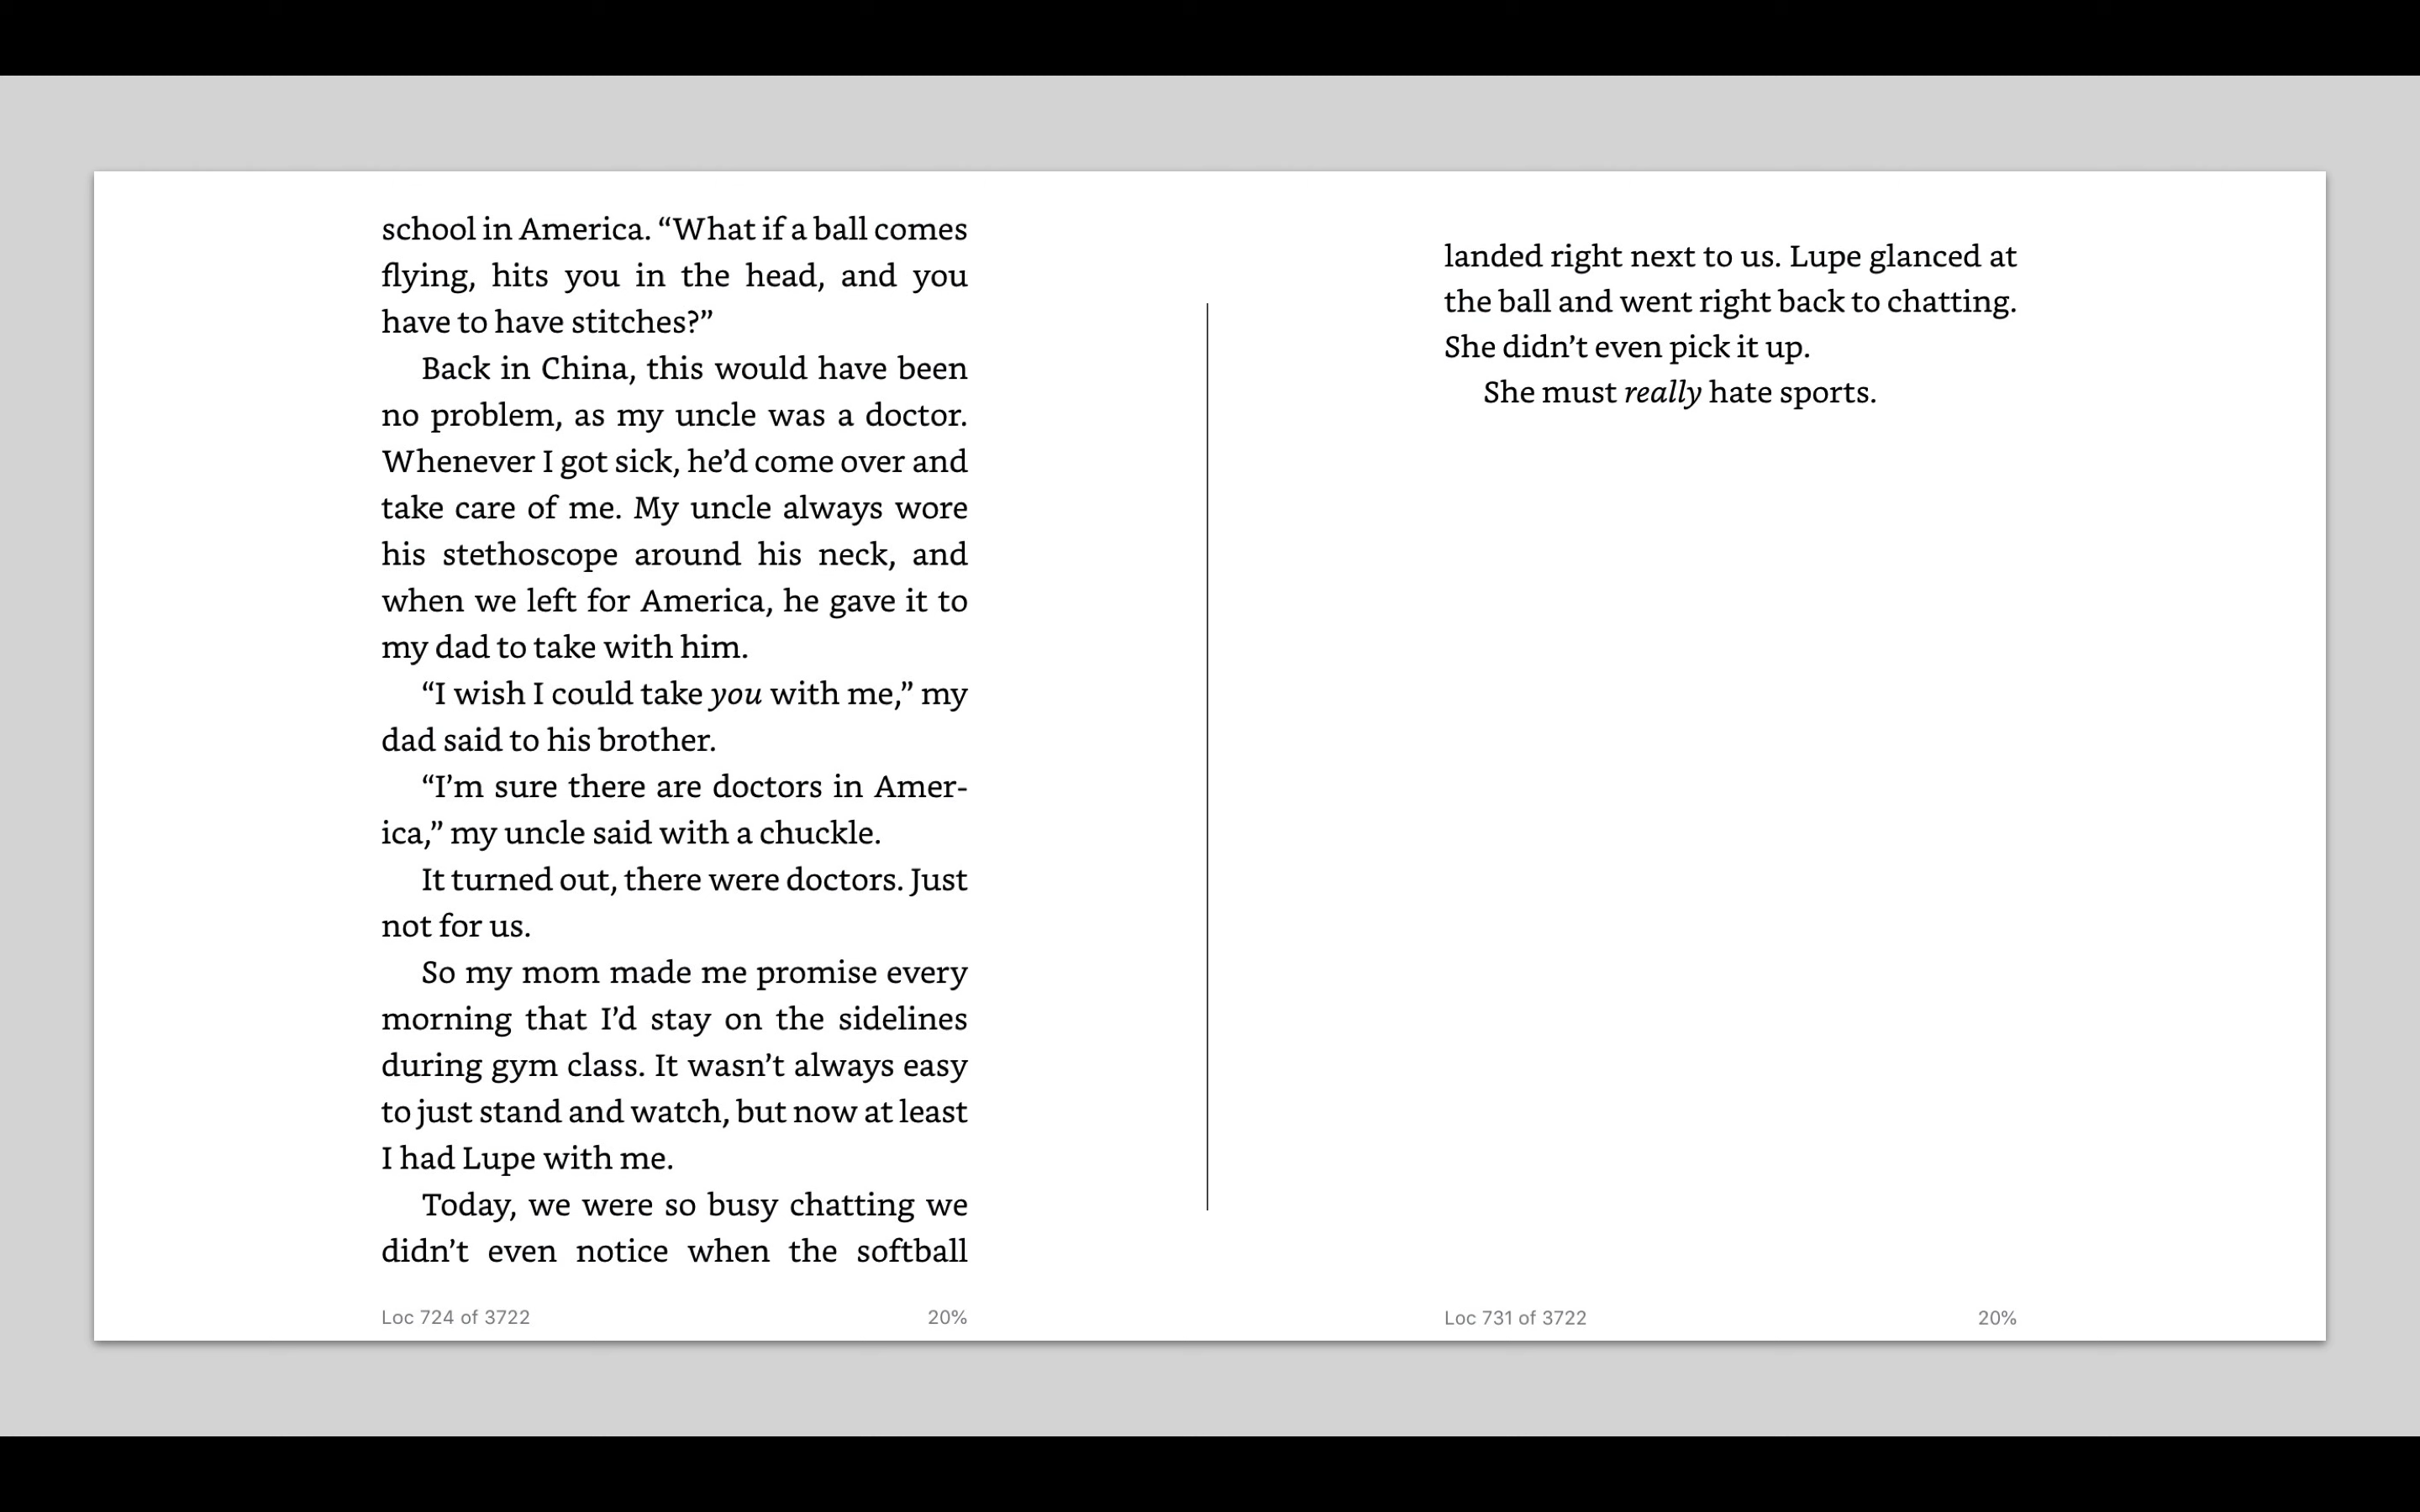 school in America. “What if a ball comes
flying, hits you in the head, and you
have to have stitches?”
Back in China, this would have been
no problem, as my uncle was a doctor.
Whenever I got sick, he’d come over and
take care of me. My uncle always wore
his stethoscope around his neck, and
when we left for America, he gave it to
my dad to take with him.
“I wish I could take you with me,” my
dad said to his brother.
“I’m sure there are doctors in Amer-
ica,” my uncle said with a chuckle.
It turned out, there were doctors. Just
not for us.
So my mom made me promise every
morning that I’d stay on the sidelines
during gym class. It wasn’t always easy
to just stand and watch, but now at least
I had Lupe with me.
Today, we were so busy chatting we
didn’t even notice when the softball
Loc 724 of 3722 20%
landed right next to us. Lupe glanced at
the ball and went right back to chatting.
She didn’t even pick it up.
She must really hate sports.
Loc 731 of 3722 20%